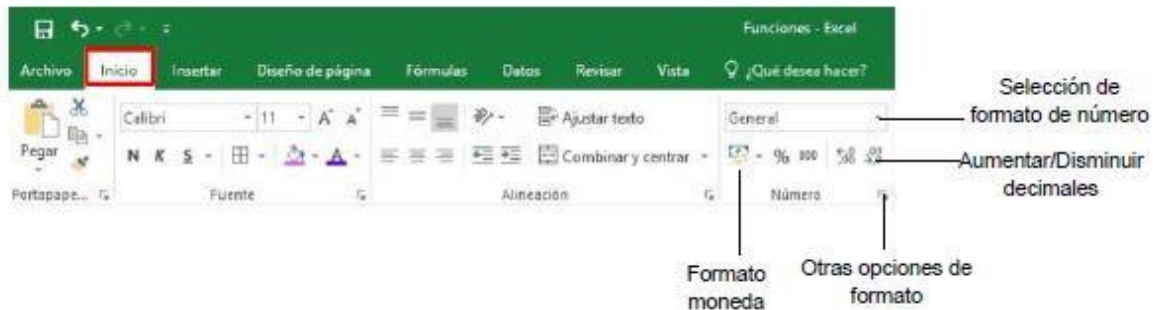 Funciones - Excel
Archivo Inicio Insertar Diseño de página Fórmulas Datos Revisar Vista ¿Qué desea hacer?
Selección de
formato de número
Calibri 11 A A Ajustar texto General
Pegar N K S A Combinar y centrar % 000
Aumentar/Disminuir
decimales
Portapape... Fuente Alineación Número
Formato
moneda
Otras opciones de
formato